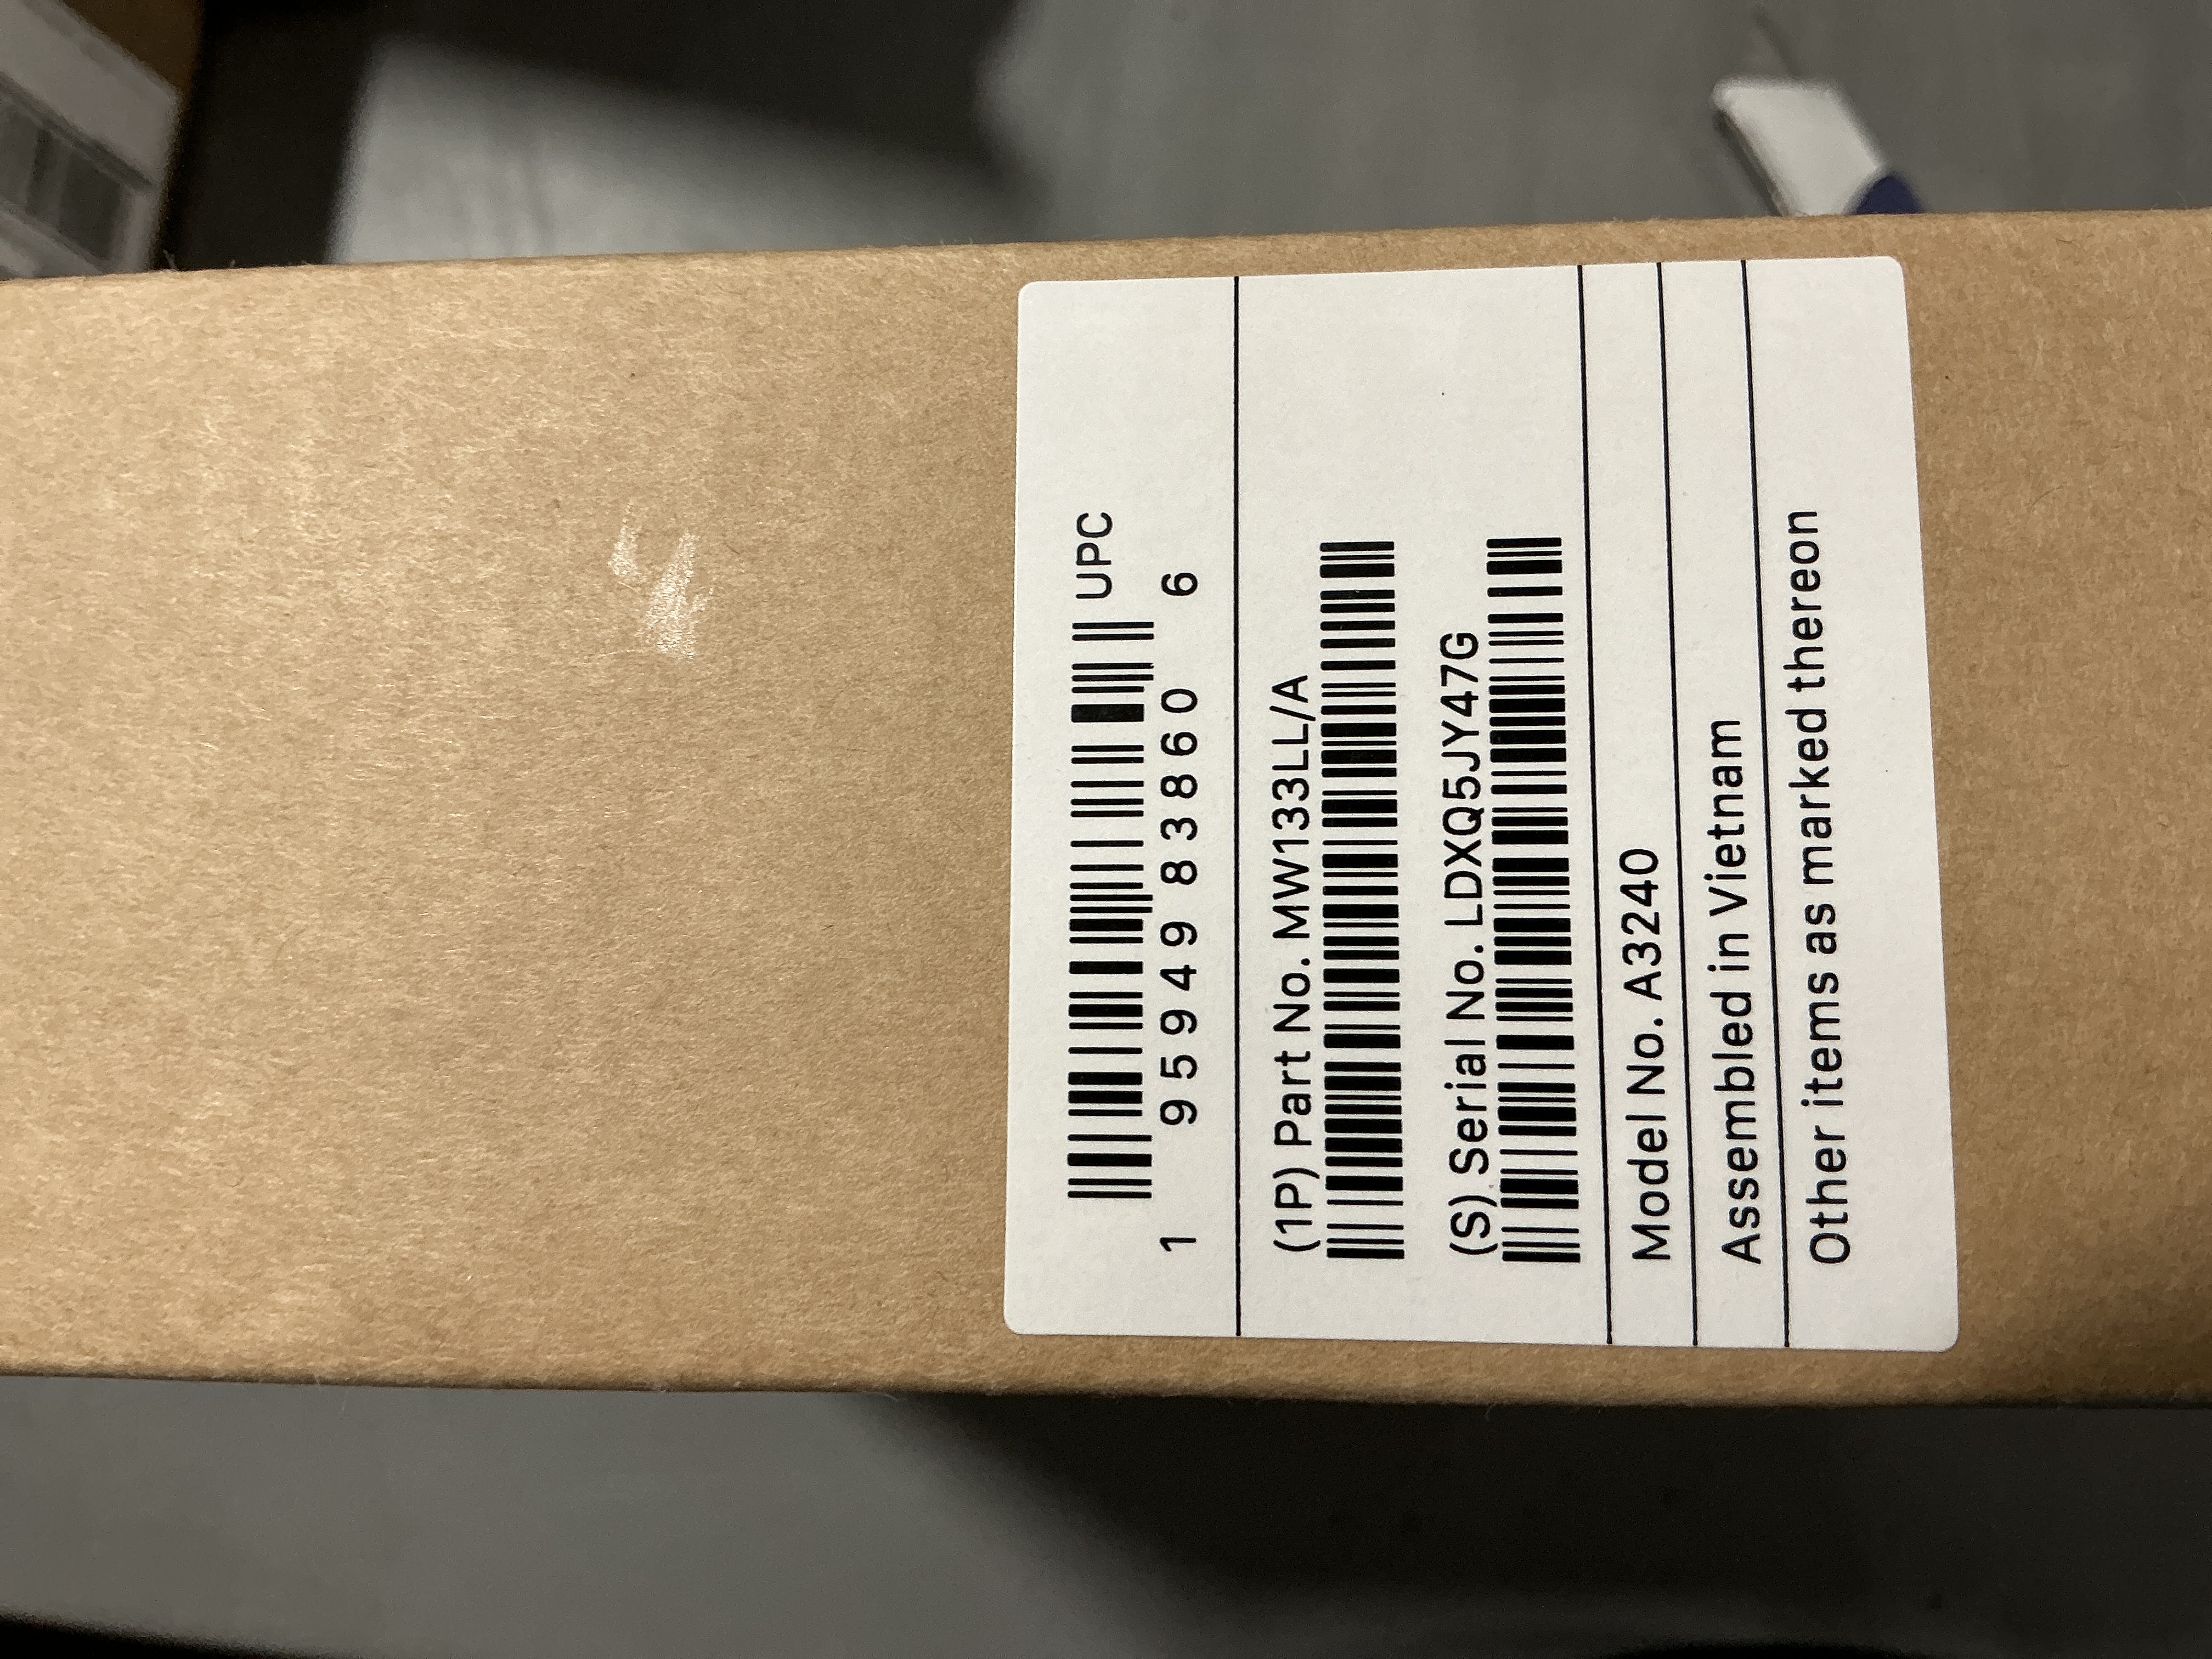 UPC
1 95949 83860 6
(1P) Part No. MW133LL/A
(S) Serial No. LDXQ5JY47G
Model No. A3240
Assembled in Vietnam
Other items as marked thereon